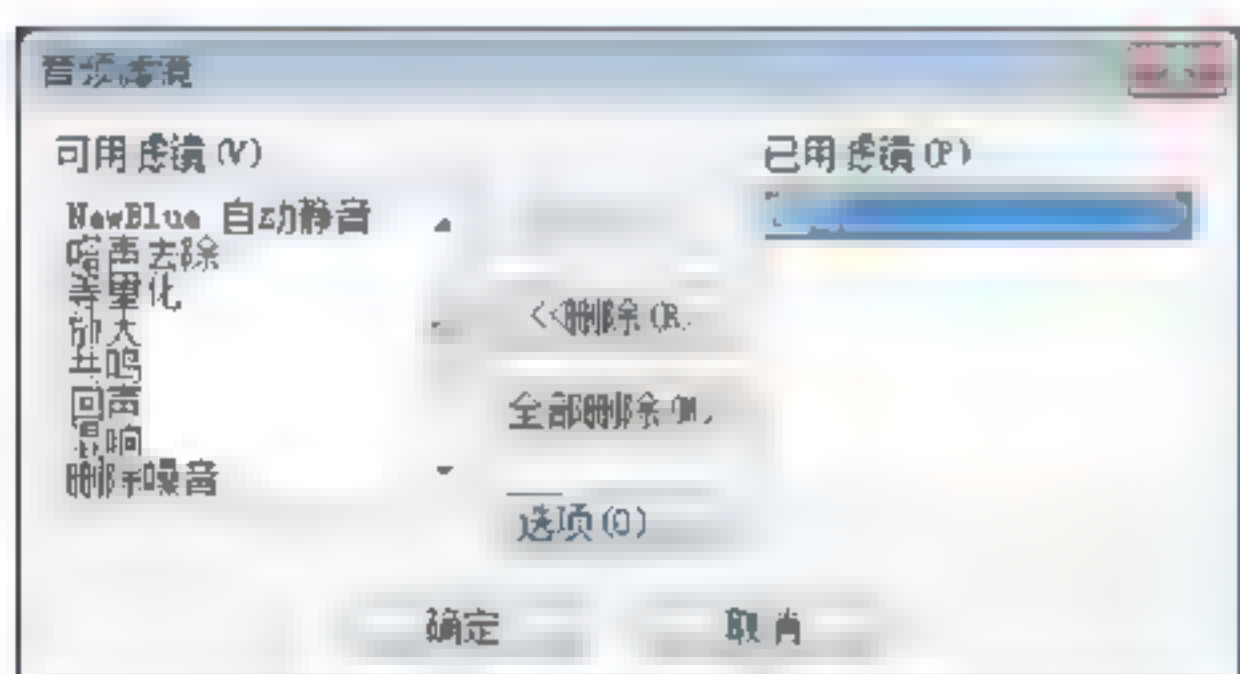 音频滤镜
可用滤镜(V)
已用滤镜(P)
NewBlue 自动静音
嗒声去除
等量化
放大
共鸣
回声
混响
删除噪音
<<删除(R)
全部删除(M)
选项(O)
确定
取消